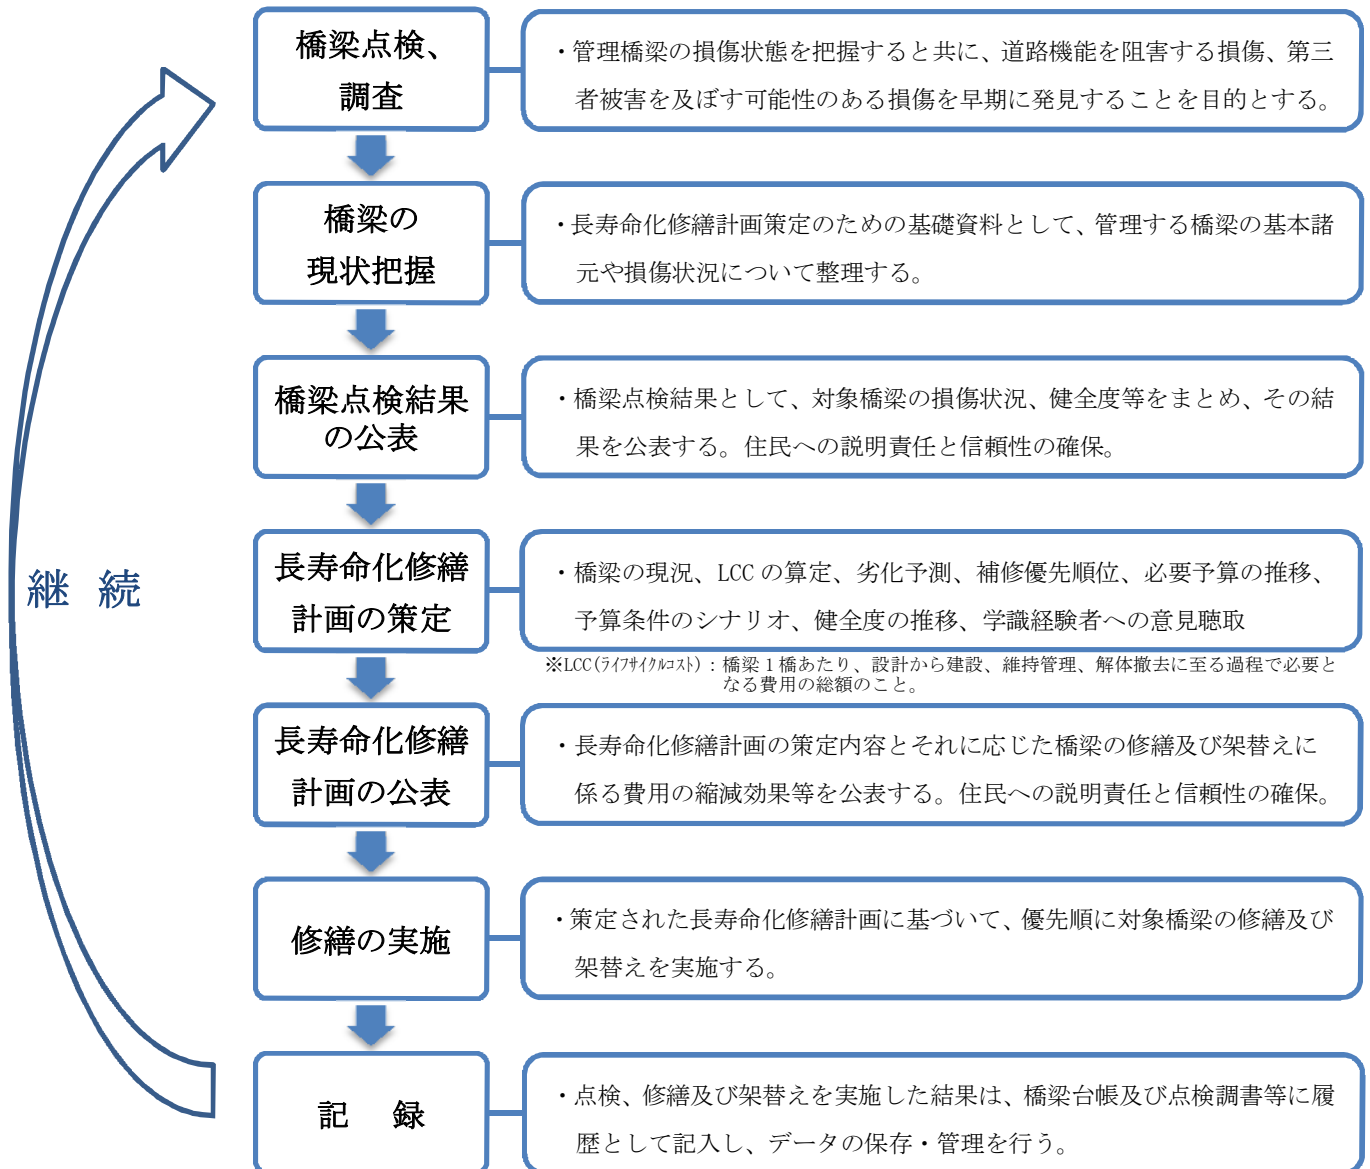 橋梁点検、
調査
・管理橋梁の損傷状態を把握すると共に、道路機能を阻害する損傷、第三
者被害を及ぼす可能性のある損傷を早期に発見することを目的とする。
橋梁の
現状把握
・長寿命化修繕計画策定のための基礎資料として、管理する橋梁の基本諸
元や損傷状況について整理する。
橋梁点検結果
の公表
・橋梁点検結果として、対象橋梁の損傷状況、健全度等をまとめ、その結
果を公表する。住民への説明責任と信頼性の確保。
長寿命化修繕
計画の策定
・橋梁の現況、LCC の算定、劣化予測、補修優先順位、必要予算の推移、
予算条件のシナリオ、健全度の推移、学識経験者への意見聴取
※LCC(ﾗｲﾌｻｲｸﾙｺｽﾄ)：橋梁１橋あたり、設計から建設、維持管理、解体撤去に至る過程で必要と
なる費用の総額のこと。
長寿命化修繕
計画の公表
・長寿命化修繕計画の策定内容とそれに応じた橋梁の修繕及び架替えに
係る費用の縮減効果等を公表する。住民への説明責任と信頼性の確保。
修繕の実施
・策定された長寿命化修繕計画に基づいて、優先順に対象橋梁の修繕及び
架替えを実施する。
記　録
・点検、修繕及び架替えを実施した結果は、橋梁台帳及び点検調書等に履
歴として記入し、データの保存・管理を行う。
継 続